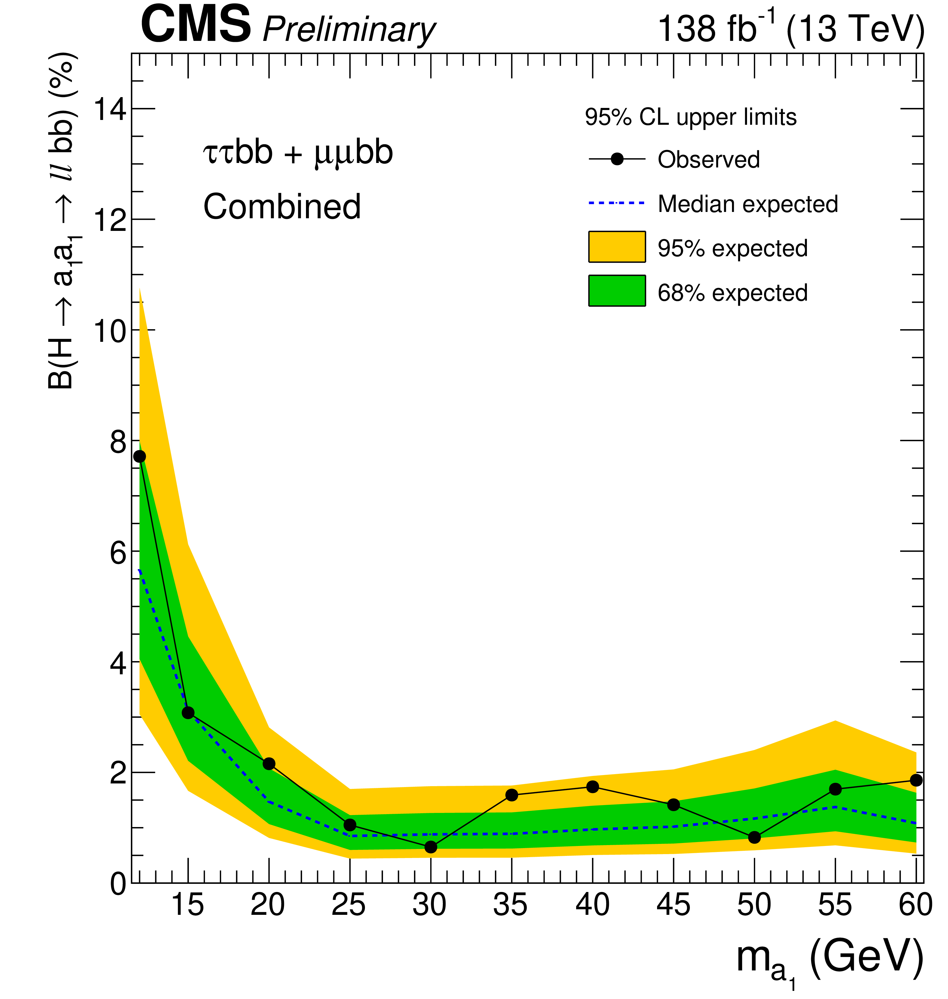 CMS Preliminary 138 fb⁻¹ (13 TeV)
B(H → a₁a₁ → 𝑙𝑙 bb) (%)
14
12
10
8
6
4
2
0
ττbb + μμbb
Combined
95% CL upper limits
Observed
Median expected
95% expected
68% expected
15 20 25 30 35 40 45 50 55 60
m_a₁ (GeV)